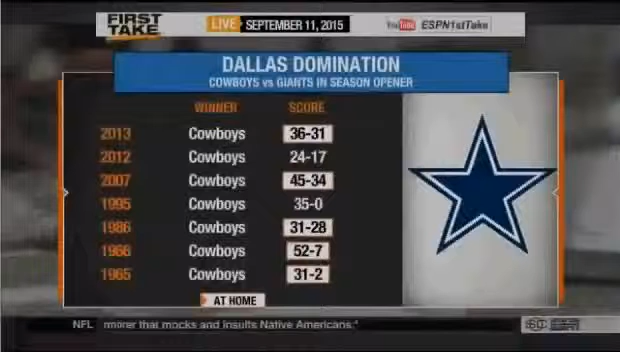 FIRST TAKE
LIVE SEPTEMBER 11, 2015
YouTube ESPN1stTake
DALLAS DOMINATION
COWBOYS vs GIANTS IN SEASON OPENER
WINNER SCORE
2013 Cowboys 36-31
2012 Cowboys 24-17
2007 Cowboys 45-34
1995 Cowboys 35-0
1986 Cowboys 31-28
1966 Cowboys 52-7
1965 Cowboys 31-2
AT HOME
NFL moniker that mocks and insults Native Americans."